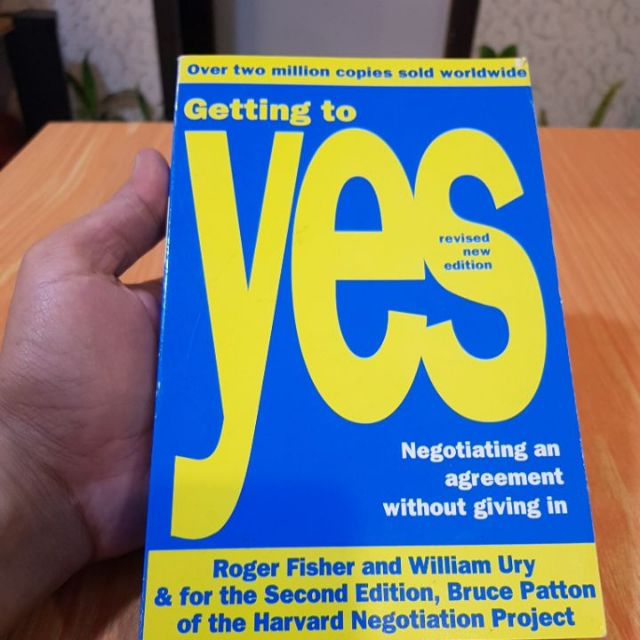 Over two million copies sold worldwide
Getting to
yes
revised
new
edition
Negotiating an
agreement
without giving in
Roger Fisher and William Ury
& for the Second Edition, Bruce Patton
of the Harvard Negotiation Project